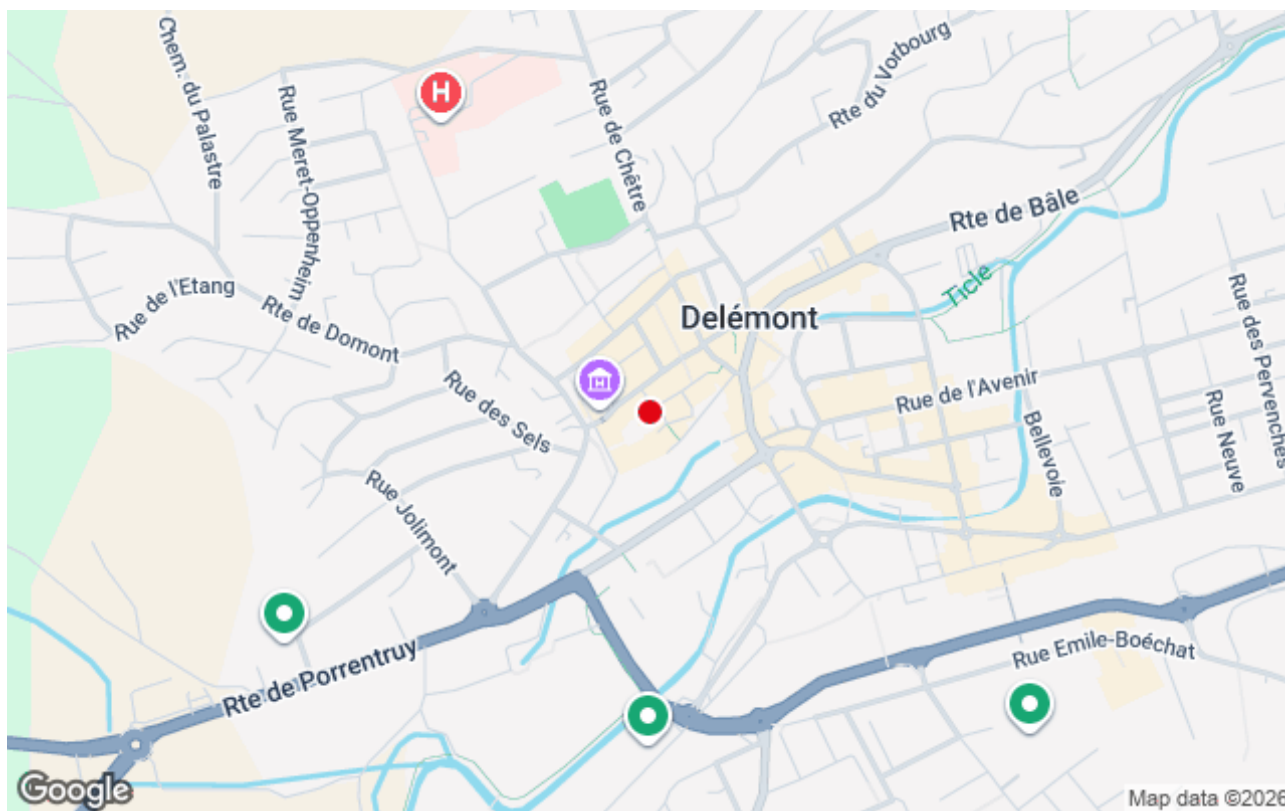 Chem. du Palastre
Rue Meret-Oppenheim
H
Rue de Chêtre
Rte du Vorbourg
Rte de Bâle
Ticle
Rue de l'Etang
Rte de Domont
Delémont
Rue des Pervenches
Rue de l'Avenir
Rue des Sels
Rue Neuve
Bellevoie
Rue Jolimont
Rte de Porrentruy
Rue Emile-Boéchat
Google
Map data ©2026